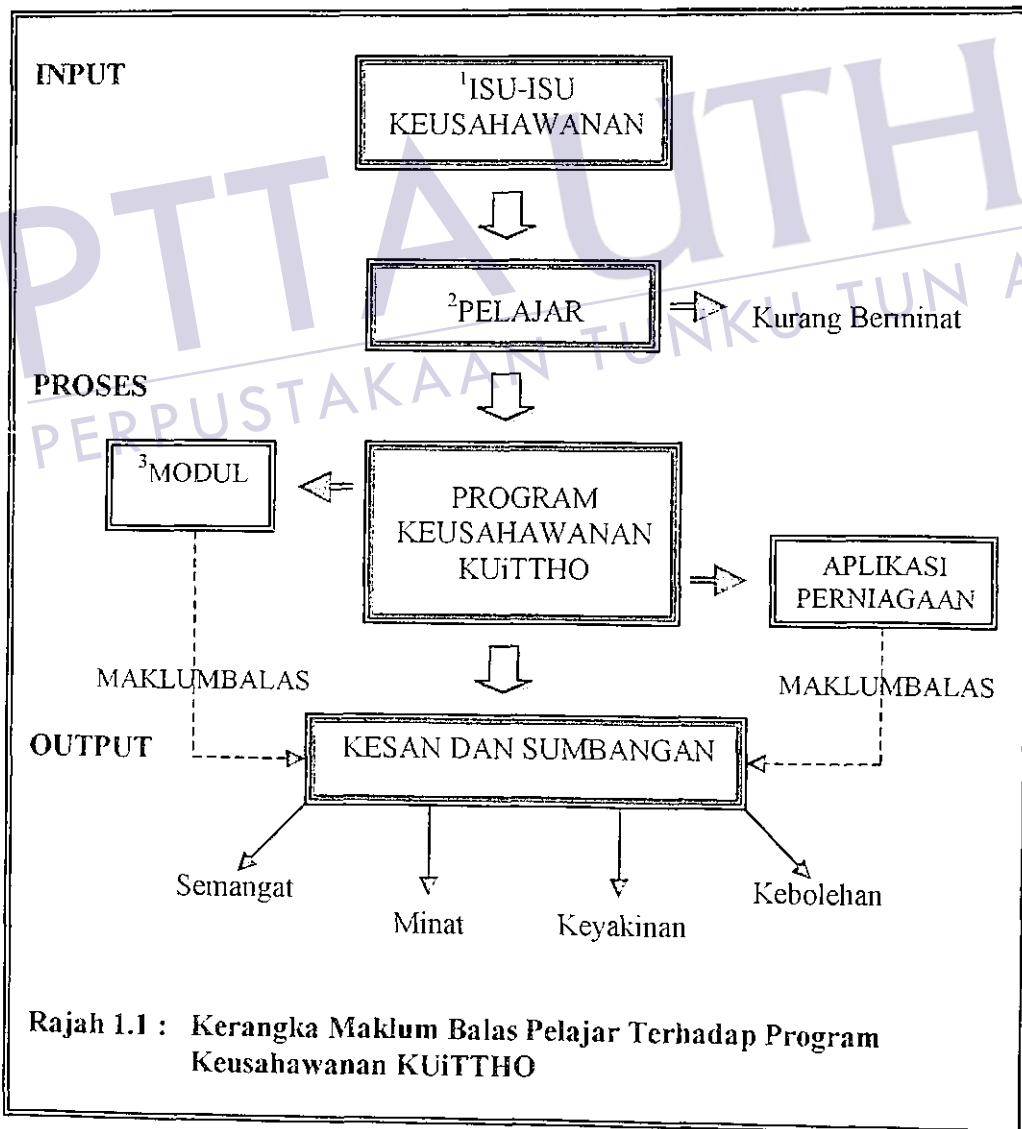 INPUT
¹ISU-ISU
KEUSAHAWANAN
PTTA UTH
²PELAJAR
Kurang Berminat
PERPUSTAKAAN TUNKU TUN A
PROSES
³MODUL
PROGRAM
KEUSAHAWANAN
KUiTTHO
APLIKASI
PERNIAGAAN
MAKLUMBALAS
MAKLUMBALAS
OUTPUT
KESAN DAN SUMBANGAN
Semangat
Minat
Keyakinan
Kebolehan
Rajah 1.1 : Kerangka Maklum Balas Pelajar Terhadap Program
Keusahawanan KUiTTHO